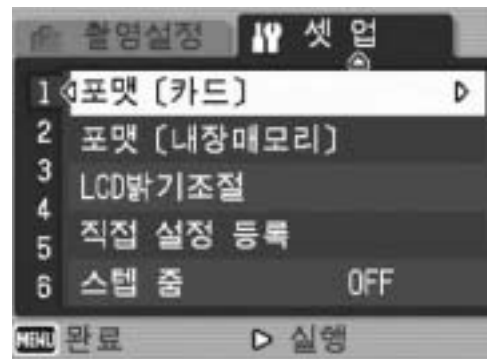 촬영설정 셋 업
1 포맷 [카드]
2 포맷 [내장메모리]
3 LCD밝기조절
4
5 직접 설정 등록
6 스텝 줌 OFF
MENU 완료 실행